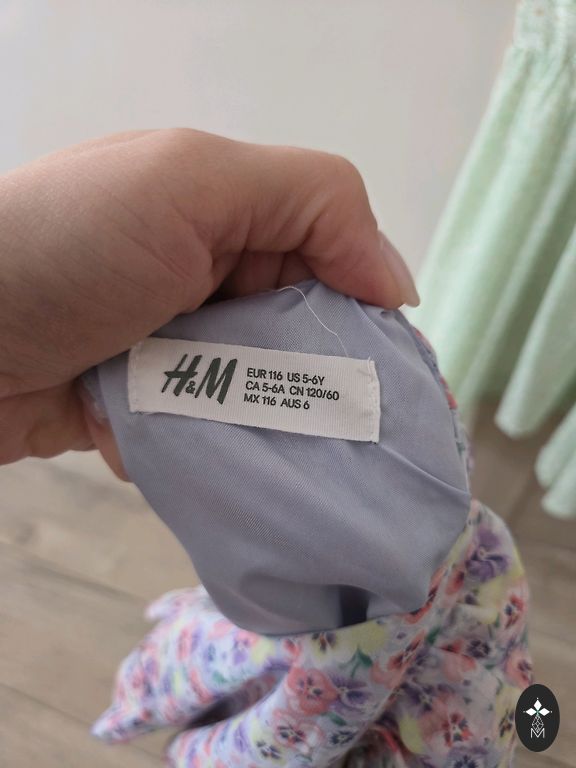 H&M
EUR 116 US 5-6Y
CA 5-6A CN 120/60
MX 116 AUS 6
M